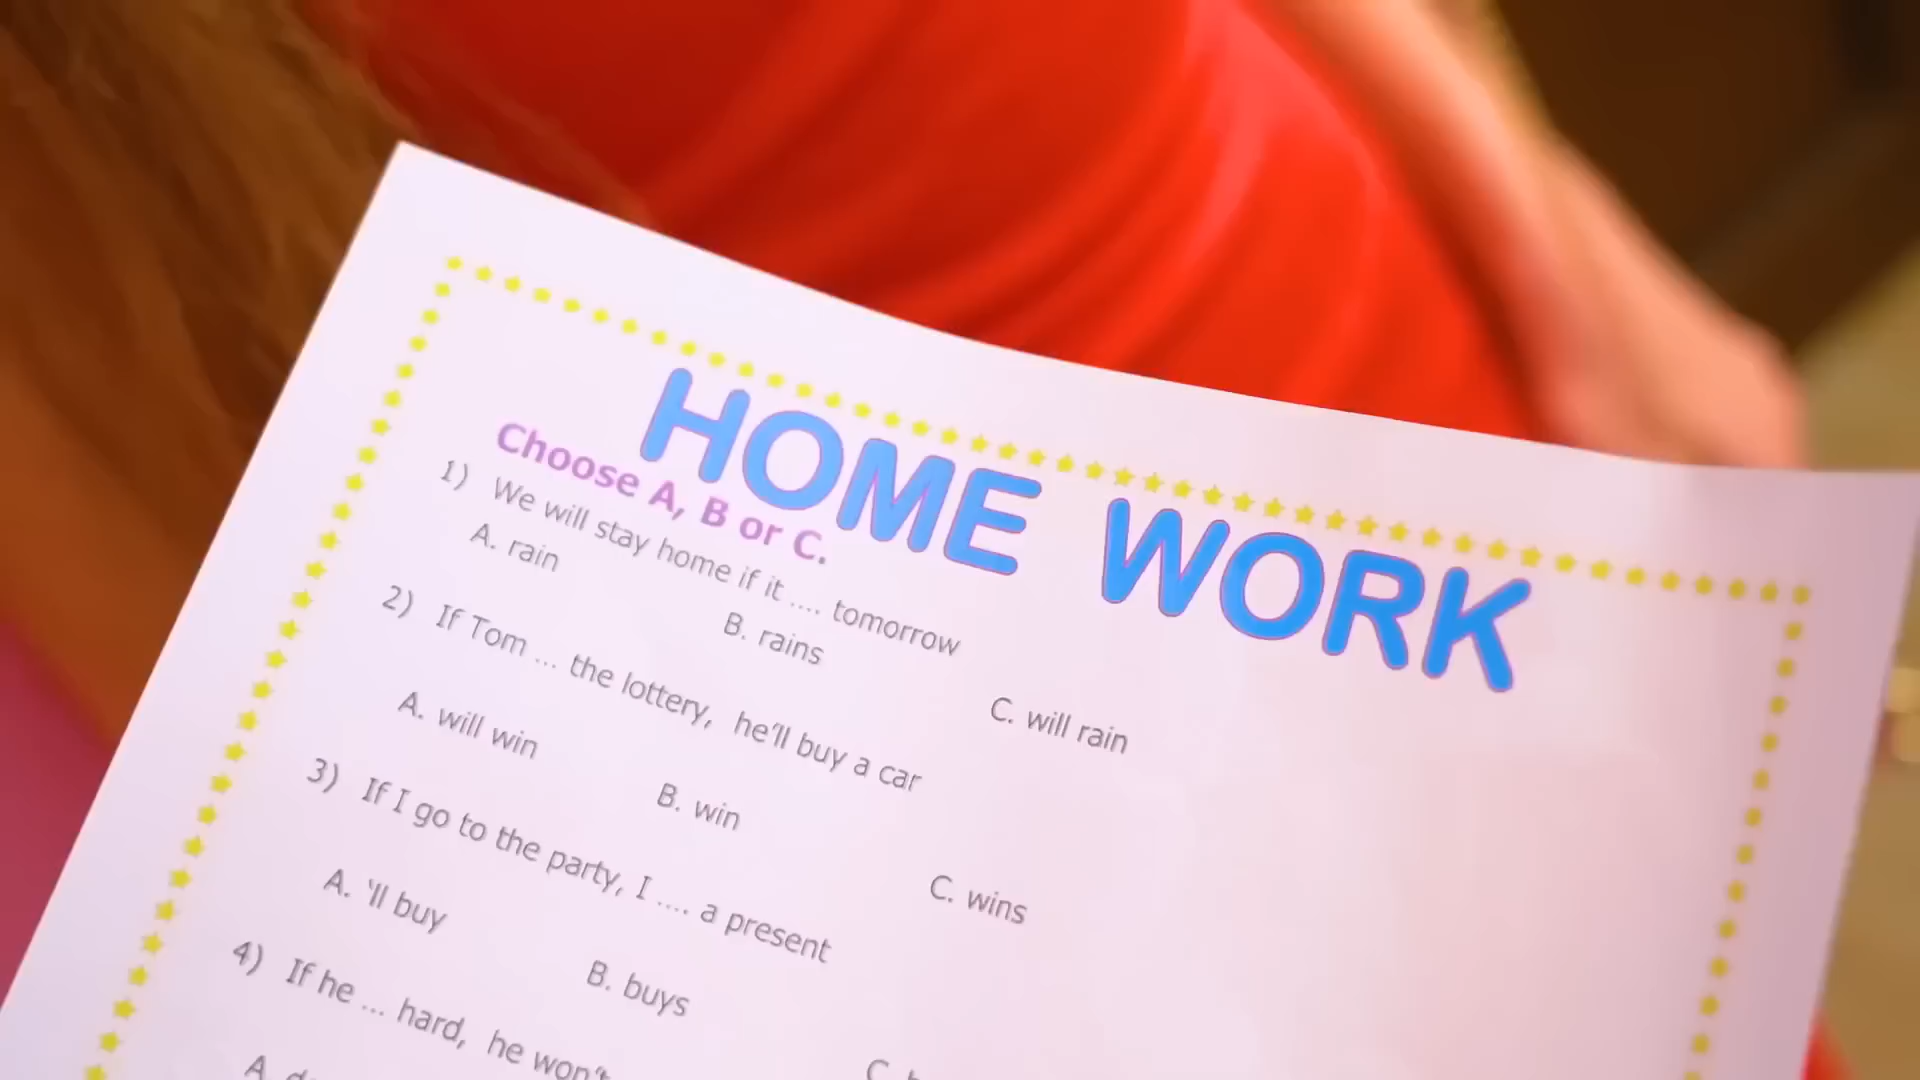 HOME WORK
Choose A, B or C.
1) We will stay home if it .... tomorrow
A. rain B. rains C. will rain
2) If Tom ... the lottery, he'll buy a car
A. will win B. win C. wins
3) If I go to the party, I .... a present
A. 'll buy B. buys C.
4) If he ... hard, he won't
A.